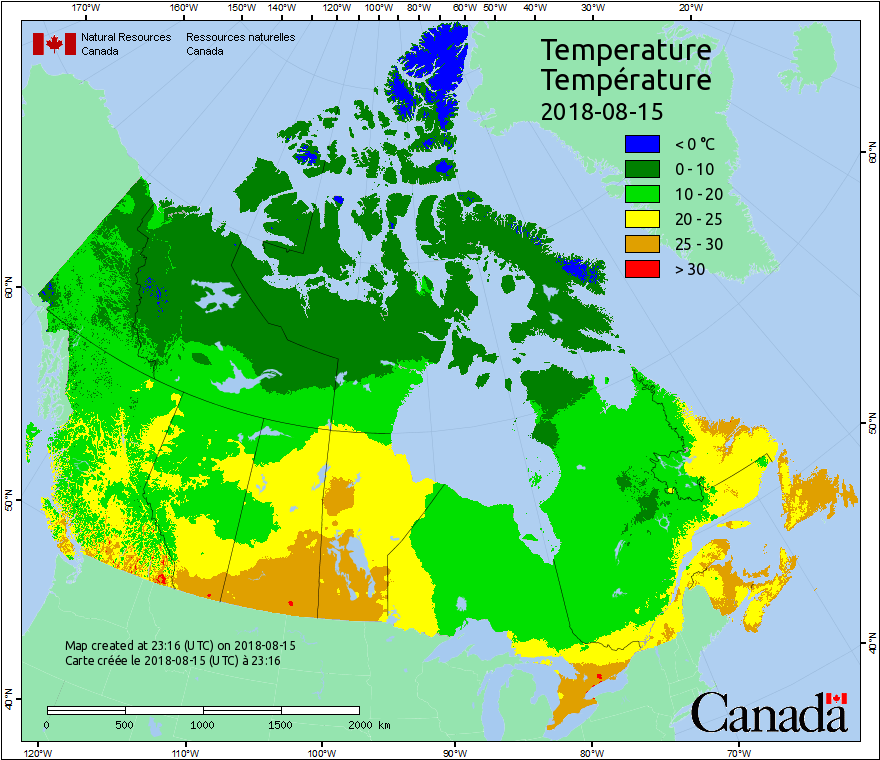 170°W 160°W 150°W 140°W 130°W 120°W 110°W 100°W 80°W 60°W 50°W 40°W 30°W 20°W
Natural Resources Ressources naturelles
Canada Canada
Temperature
Température
2018-08-15
< 0 °C
0 - 10
10 - 20
20 - 25
25 - 30
> 30
60°N
60°N
50°N
50°N
40°N
40°N
Map created at 23:16 (UTC) on 2018-08-15
Carte créée le 2018-08-15 (UTC) à 23:16
0 500 1000 1500 2000 km
Canada
120°W 110°W 100°W 90°W 80°W 70°W